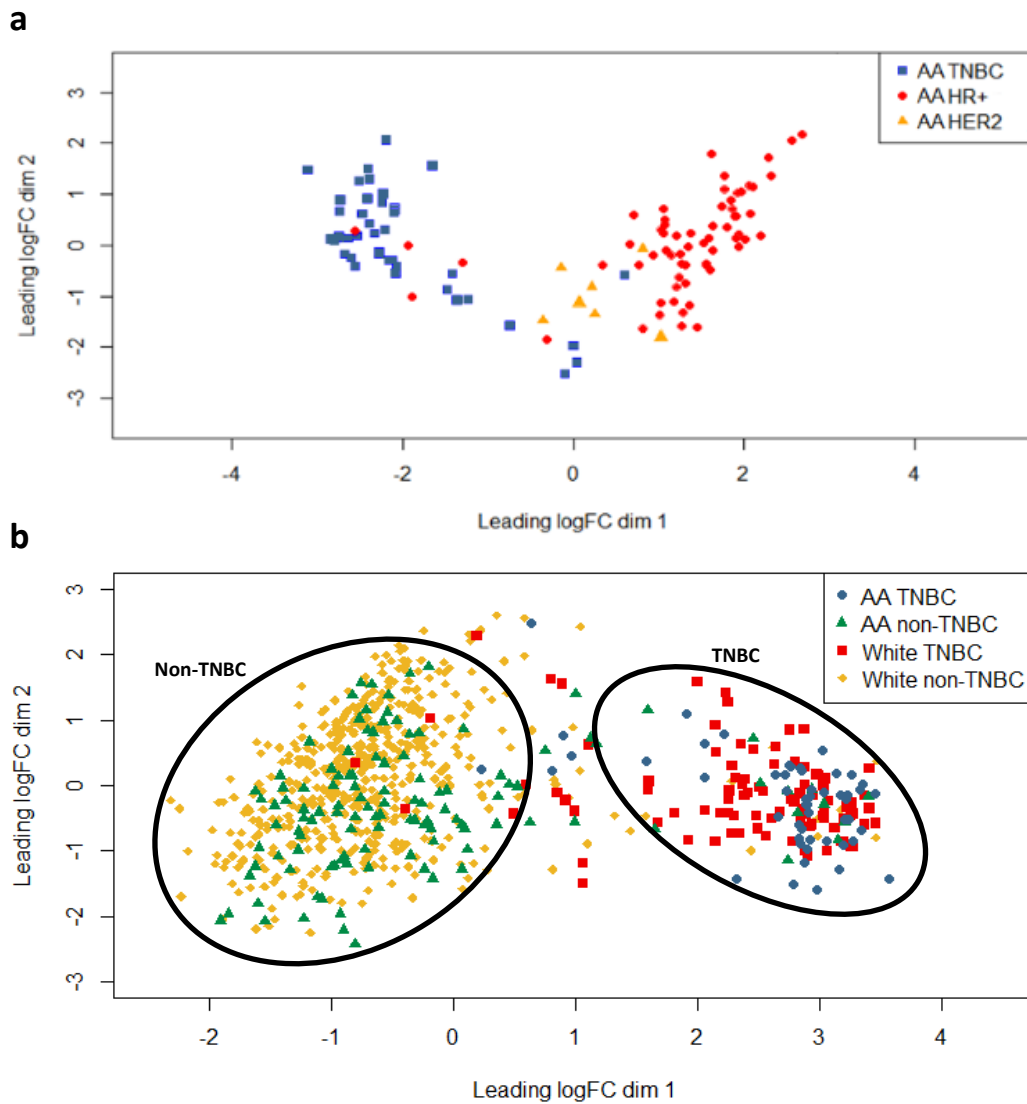 a
AA TNBC
AA HR+
AA HER2
3
2
1
0
-1
-2
-3
-4
-2
0
2
4
Leading logFC dim 2
Leading logFC dim 1
b
AA TNBC
AA non-TNBC
White TNBC
White non-TNBC
Non-TNBC
TNBC
3
2
1
0
-1
-2
-3
-2
-1
0
1
2
3
4
Leading logFC dim 2
Leading logFC dim 1